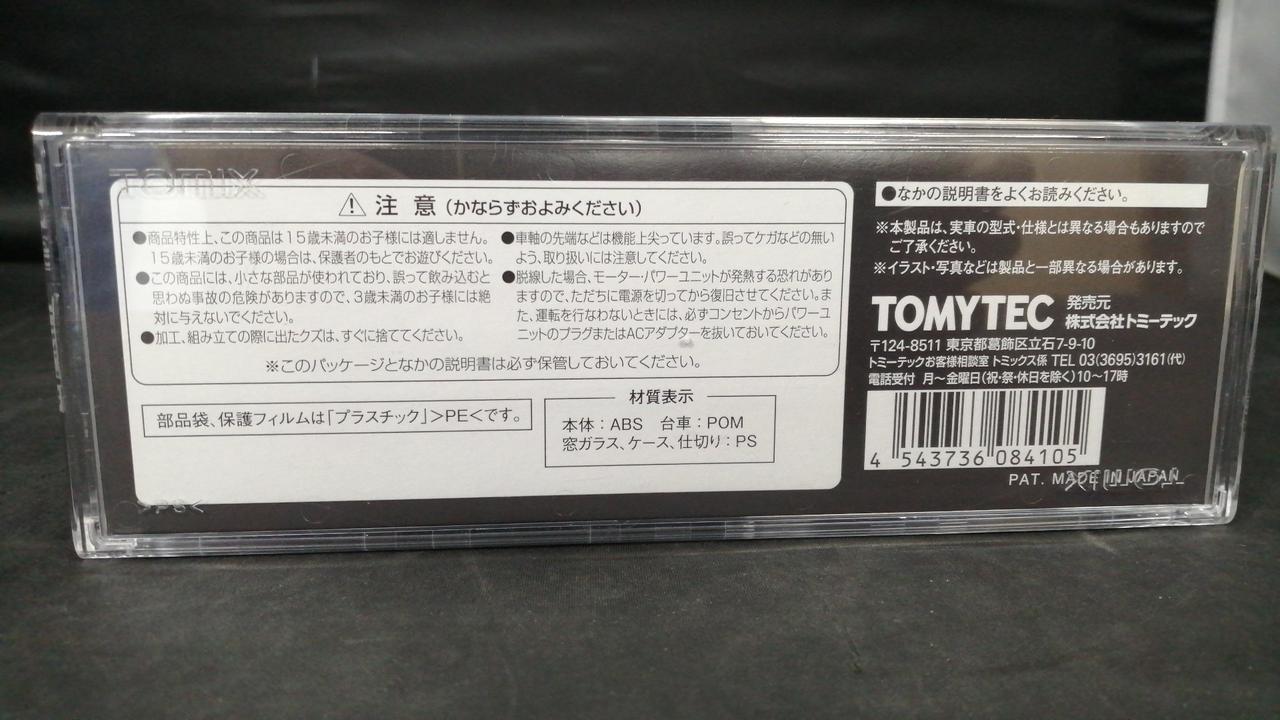 TOMIX
⚠ 注 意 (かならずおよみください)
●商品特性上、この商品は15歳未満のお子様には適しません。
15歳未満のお子様の場合は、保護者のもとでお遊びください。
●この商品には、小さな部品が使われており、誤って飲み込むと
思わぬ事故の危険がありますので、3歳未満のお子様には絶
対に与えないでください。
●加工、組み立ての際に出たクズは、すぐに捨ててください。
●車軸の先端などは機能上尖っています。誤ってケガなどの無い
よう、取り扱いには注意してください。
●脱線した場合、モーター・パワーユニットが発熱する恐れがあり
ますので、ただちに電源を切ってから復旧させてください。ま
た、運転を行なわないときには、必ずコンセントからパワーユ
ニットのプラグまたはACアダプターを抜いておいてください。
※このパッケージとなかの説明書は必ず保管しておいてください。
部品袋、保護フィルムは「プラスチック」>PE<です。
材質表示
本体：ABS 台車：POM
窓ガラス、ケース、仕切り：PS
●なかの説明書をよくお読みください。
※本製品は、実車の型式・仕様とは異なる場合もありますので
ご了承ください。
※イラスト・写真などは製品と一部異なる場合があります。
TOMYTEC 発売元
株式会社トミーテック
〒124-8511 東京都葛飾区立石7-9-10
トミーテックお客様相談室 トミックス係 TEL 03(3695)3161(代)
電話受付 月～金曜日(祝・祭・休日を除く)10～17時
4 543736 084105
PAT. MADE IN JAPAN
>PS<